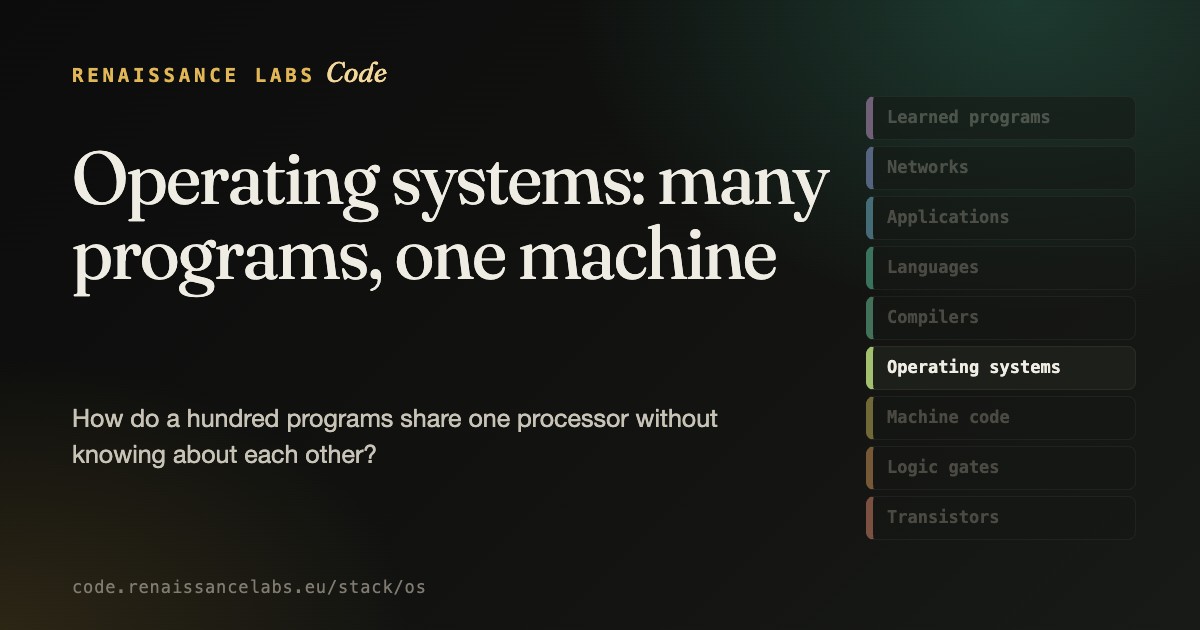 RENAISSANCE LABS Code
Operating systems: many
programs, one machine
How do a hundred programs share one processor without
knowing about each other?
code.renaissancelabs.eu/stack/os
Learned programs
Networks
Applications
Languages
Compilers
Operating systems
Machine code
Logic gates
Transistors